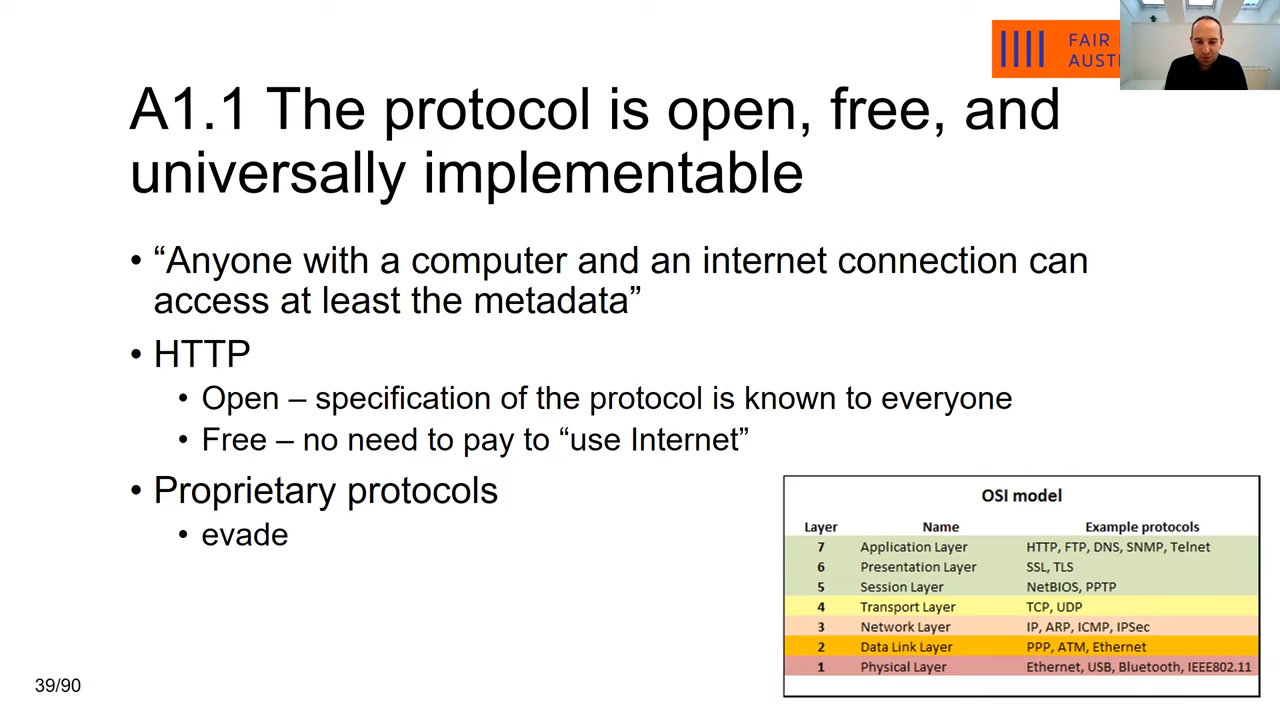 FAIR
AUST
A1.1 The protocol is open, free, and
universally implementable
• “Anyone with a computer and an internet connection can
access at least the metadata”
• HTTP
• Open – specification of the protocol is known to everyone
• Free – no need to pay to “use Internet”
• Proprietary protocols
• evade
OSI model
Layer Name Example protocols
7 Application Layer HTTP, FTP, DNS, SNMP, Telnet
6 Presentation Layer SSL, TLS
5 Session Layer NetBIOS, PPTP
4 Transport Layer TCP, UDP
3 Network Layer IP, ARP, ICMP, IPSec
2 Data Link Layer PPP, ATM, Ethernet
1 Physical Layer Ethernet, USB, Bluetooth, IEEE802.11
39/90